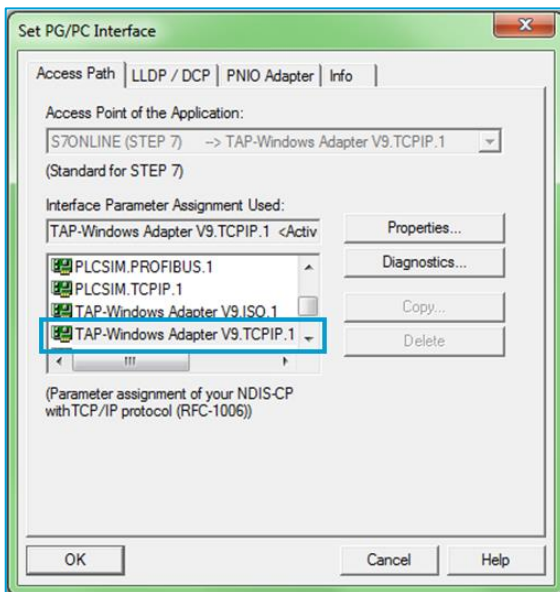 Set PG/PC Interface
Access Path LLDP / DCP PNIO Adapter Info
Access Point of the Application:
S7ONLINE (STEP 7) --> TAP-Windows Adapter V9.TCPIP.1
(Standard for STEP 7)
Interface Parameter Assignment Used:
TAP-Windows Adapter V9.TCPIP.1 <Activ
Properties...
PLCSIM.PROFIBUS.1
Diagnostics...
PLCSIM.TCPIP.1
TAP-Windows Adapter V9.ISO.1
Copy...
TAP-Windows Adapter V9.TCPIP.1
Delete
(Parameter assignment of your NDIS-CP
with TCP/IP protocol (RFC-1006))
OK Cancel Help